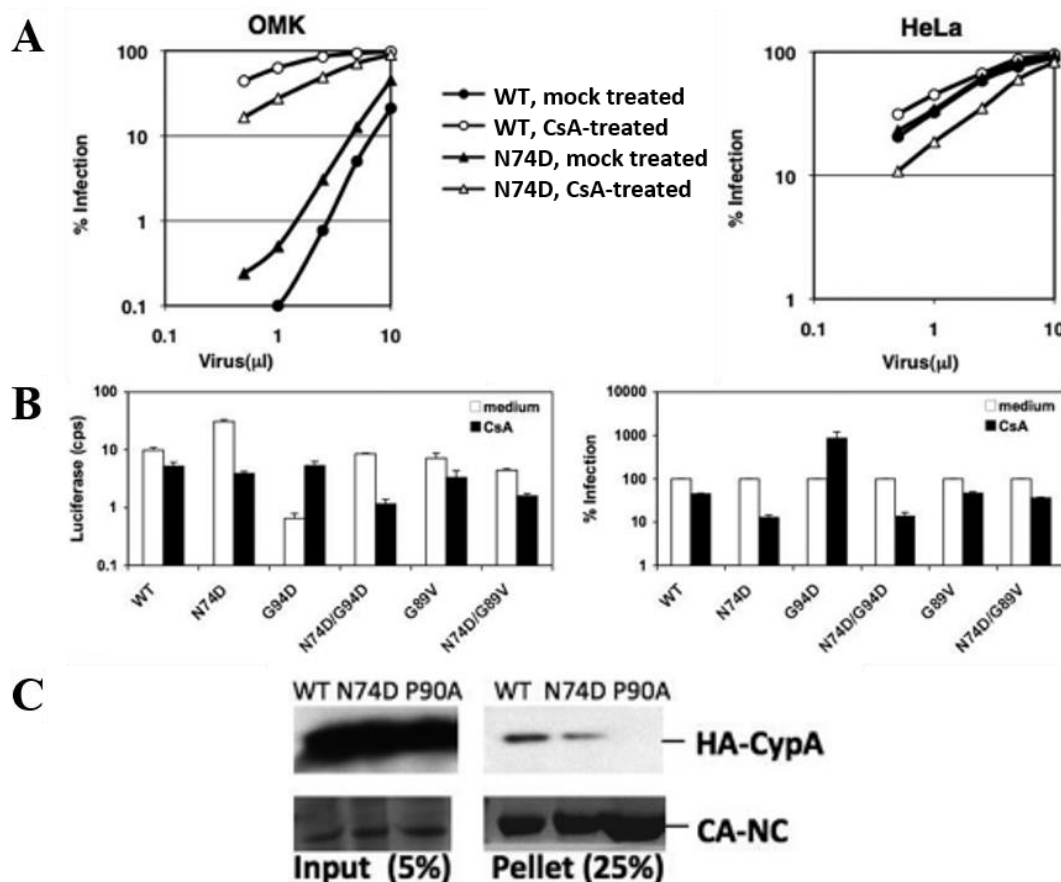 A
OMK
% Infection
100
10
1
0.1
0.1
1
10
Virus(µl)
WT, mock treated
WT, CsA-treated
N74D, mock treated
N74D, CsA-treated
HeLa
% Infection
100
10
1
0.1
1
10
Virus(µl)
B
Luciferase (cps)
100
10
1
0.1
medium
CsA
WT
N74D
G94D
N74D/G94D
G89V
N74D/G89V
% Infection
10000
1000
100
10
1
medium
CsA
WT
N74D
G94D
N74D/G94D
G89V
N74D/G89V
C
WT N74D P90A
WT N74D P90A
HA-CypA
CA-NC
Input (5%)
Pellet (25%)